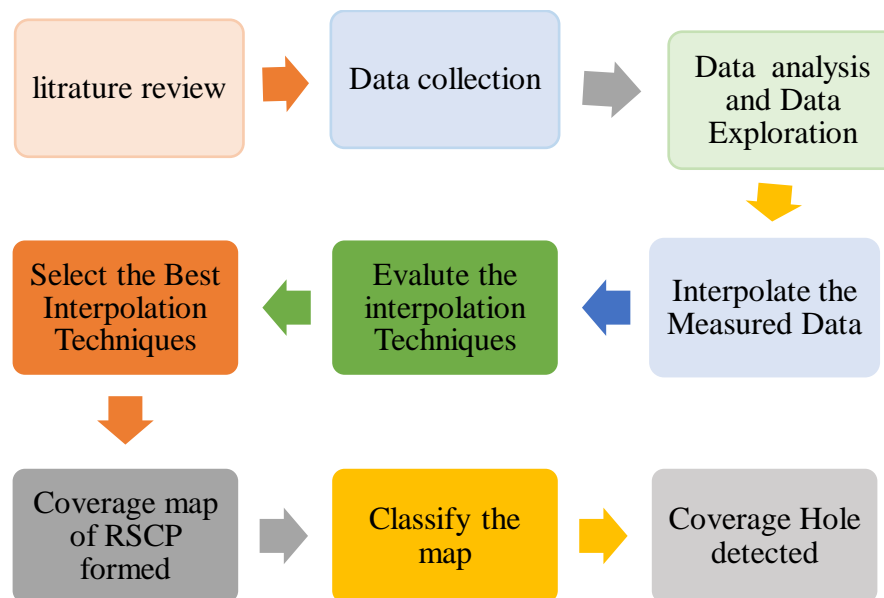 litrature review
Data collection
Data analysis
and Data
Exploration
Select the Best
Interpolation
Techniques
Evalute the
interpolation
Techniques
Interpolate the
Measured Data
Coverage map
of RSCP
formed
Classify the
map
Coverage Hole
detected